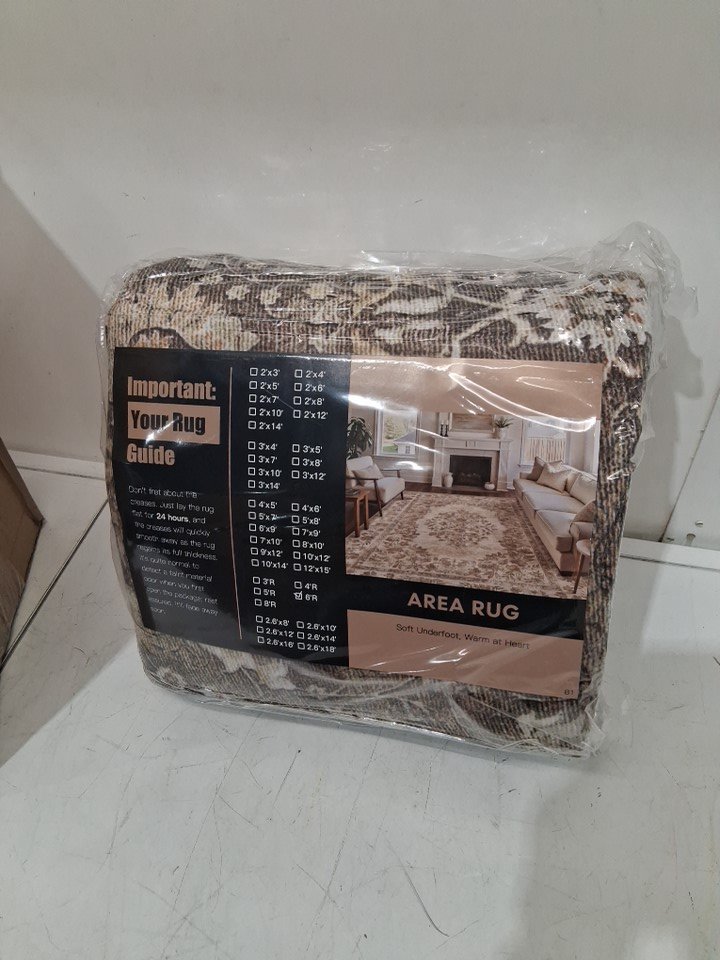 Important:
Your Rug
Guide
Don't fret about the
creases. Just lay the rug
flat for 24 hours, and
the creases will quickly
smooth away as the rug
regains its full thickness.
It's quite normal to
detect a faint material
odor when you first
open the package; rest
assured, it'll fade away
soon.
☐ 2'x3' ☐ 2'x4'
☐ 2'x5' ☐ 2'x6'
☐ 2'x7' ☐ 2'x8'
☐ 2'x10' ☐ 2'x12'
☐ 2'x14'
☐ 3'x4' ☐ 3'x5'
☐ 3'x7' ☐ 3'x8'
☐ 3'x10' ☐ 3'x12'
☐ 3'x14'
☐ 4'x5' ☐ 4'x6'
☐ 5'x7' ☐ 5'x8'
☐ 6'x9' ☐ 7'x9'
☐ 7'x10' ☐ 8'x10'
☐ 9'x12' ☐ 10'x12'
☐ 10'x14' ☐ 12'x15'
☐ 3'R ☐ 4'R
☐ 5'R ☑ 6'R
☐ 8'R
☐ 2.6'x8' ☐ 2.6'x10'
☐ 2.6'x12' ☐ 2.6'x14'
☐ 2.6'x16' ☐ 2.6'x18'
AREA RUG
Soft Underfoot, Warm at Heart
B1